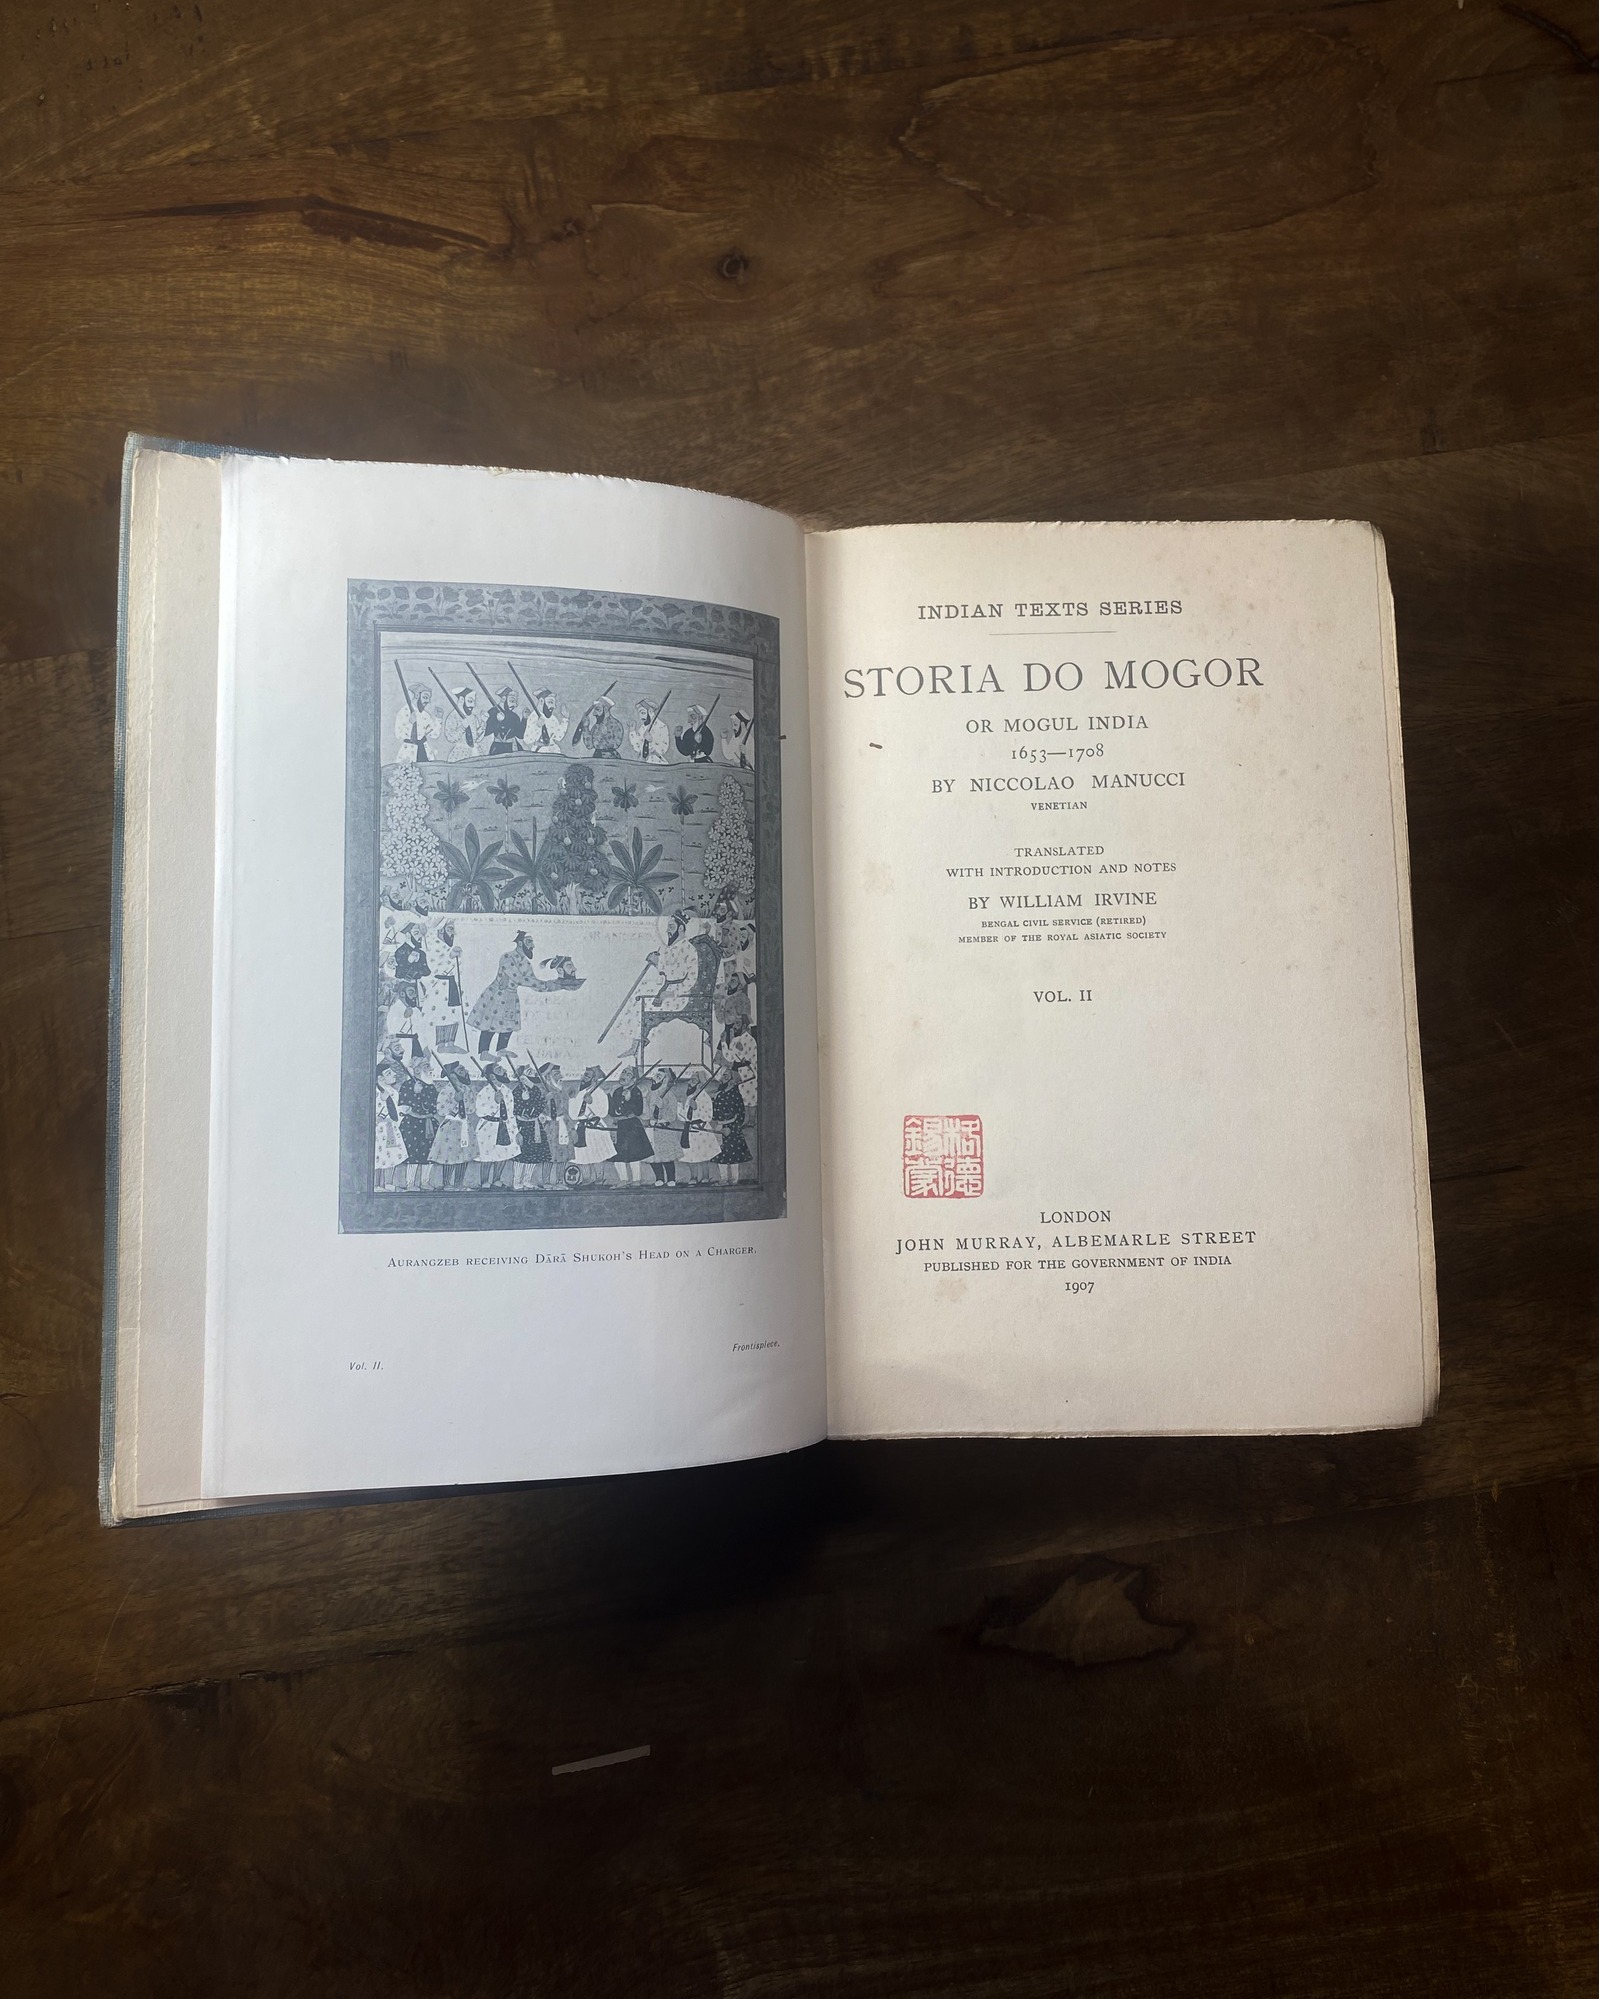 AURANGZEB RECEIVING DĀRĀ SHUKOH'S HEAD ON A CHARGER.
Frontispiece.
Vol. II.
INDIAN TEXTS SERIES
STORIA DO MOGOR
OR MOGUL INDIA
1653—1708
BY NICCOLAO MANUCCI
VENETIAN
TRANSLATED
WITH INTRODUCTION AND NOTES
BY WILLIAM IRVINE
BENGAL CIVIL SERVICE (RETIRED)
MEMBER OF THE ROYAL ASIATIC SOCIETY
VOL. II
LONDON
JOHN MURRAY, ALBEMARLE STREET
PUBLISHED FOR THE GOVERNMENT OF INDIA
1907